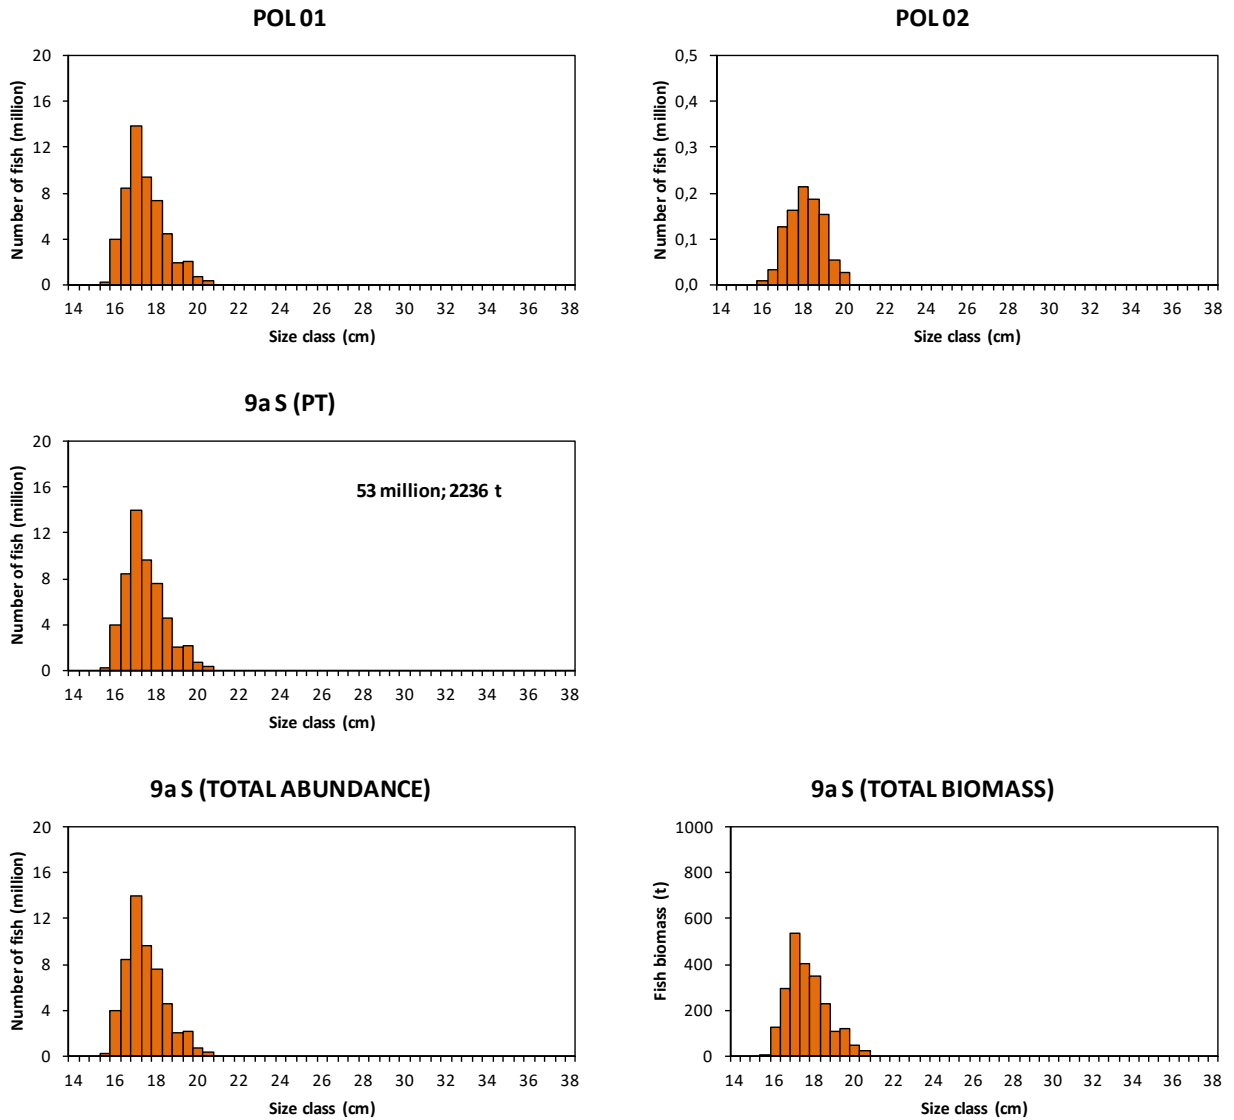 POL 01
20
16
12
8
4
0
Number of fish (million)
14 16 18 20 22 24 26 28 30 32 34 36 38
Size class (cm)
POL 02
0,5
0,4
0,3
0,2
0,1
0,0
Number of fish (million)
14 16 18 20 22 24 26 28 30 32 34 36 38
Size class (cm)
9a S (PT)
20
16
12
8
4
0
Number of fish (million)
53 million; 2236 t
14 16 18 20 22 24 26 28 30 32 34 36 38
Size class (cm)
9a S (TOTAL ABUNDANCE)
20
16
12
8
4
0
Number of fish (million)
14 16 18 20 22 24 26 28 30 32 34 36 38
Size class (cm)
9a S (TOTAL BIOMASS)
1000
800
600
400
200
0
Fish biomass (t)
14 16 18 20 22 24 26 28 30 32 34 36 38
Size class (cm)